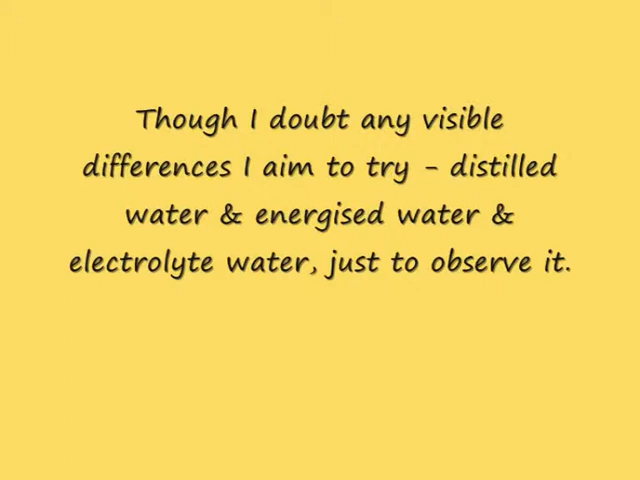 Though I doubt any visible
differences I aim to try - distilled
water & energised water &
electrolyte water, just to observe it.